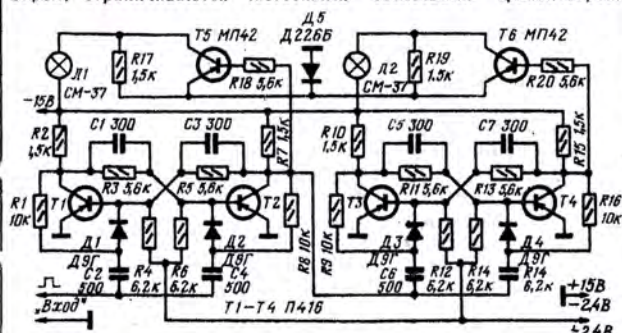 Т5 МП42
Д5
Д226Б
Т6 МП42
R17
1,5к
R18 5,6к
R19
1.5к
R20 5,6к
Л1
СМ-37
Л2
СМ-37
-15В
R2
1,5к
C1 300
C3 300
R7 1,5к
R10
1,5к
C5 300
C7 300
R15 1,5к
R3 5,6к
R5 5,6к
R11 5,6к
R13 5,6к
R1
10к
Т1
Т2
R8 10к
R9 10к
Т3
Т4
R16
10к
Д1
Д9Г
Д2
Д9Г
Д3
Д9Г
Д4
Д9Г
C2
500
R4
6,2к
R6
6,2к
C4
500
C6
500
R12
6,2к
R14
6,2к
R14
6,2к
+15В
-2,4В
„Вход"
Т1-Т4 П416
+2,4В